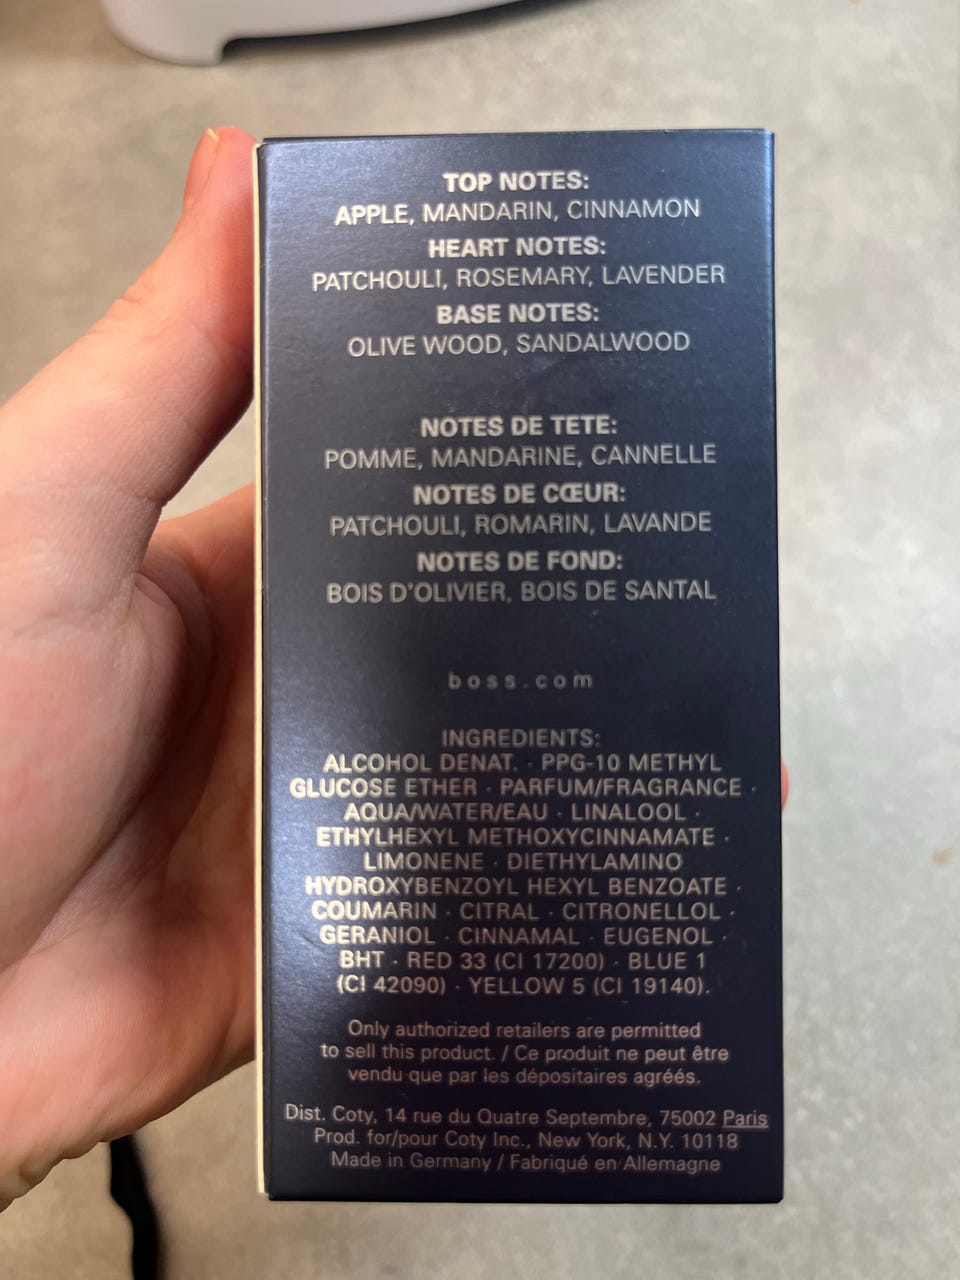 TOP NOTES:
APPLE, MANDARIN, CINNAMON
HEART NOTES:
PATCHOULI, ROSEMARY, LAVENDER
BASE NOTES:
OLIVE WOOD, SANDALWOOD
NOTES DE TETE:
POMME, MANDARINE, CANNELLE
NOTES DE CŒUR:
PATCHOULI, ROMARIN, LAVANDE
NOTES DE FOND:
BOIS D'OLIVIER, BOIS DE SANTAL
boss.com
INGREDIENTS:
ALCOHOL DENAT. · PPG-10 METHYL
GLUCOSE ETHER · PARFUM/FRAGRANCE ·
AQUA/WATER/EAU · LINALOOL ·
ETHYLHEXYL METHOXYCINNAMATE ·
LIMONENE · DIETHYLAMINO
HYDROXYBENZOYL HEXYL BENZOATE ·
COUMARIN · CITRAL · CITRONELLOL ·
GERANIOL · CINNAMAL · EUGENOL ·
BHT · RED 33 (CI 17200) · BLUE 1
(CI 42090) · YELLOW 5 (CI 19140).
Only authorized retailers are permitted
to sell this product. / Ce produit ne peut être
vendu que par les dépositaires agréés.
Dist. Coty, 14 rue du Quatre Septembre, 75002 Paris
Prod. for/pour Coty Inc., New York, N.Y. 10118
Made in Germany / Fabriqué en Allemagne